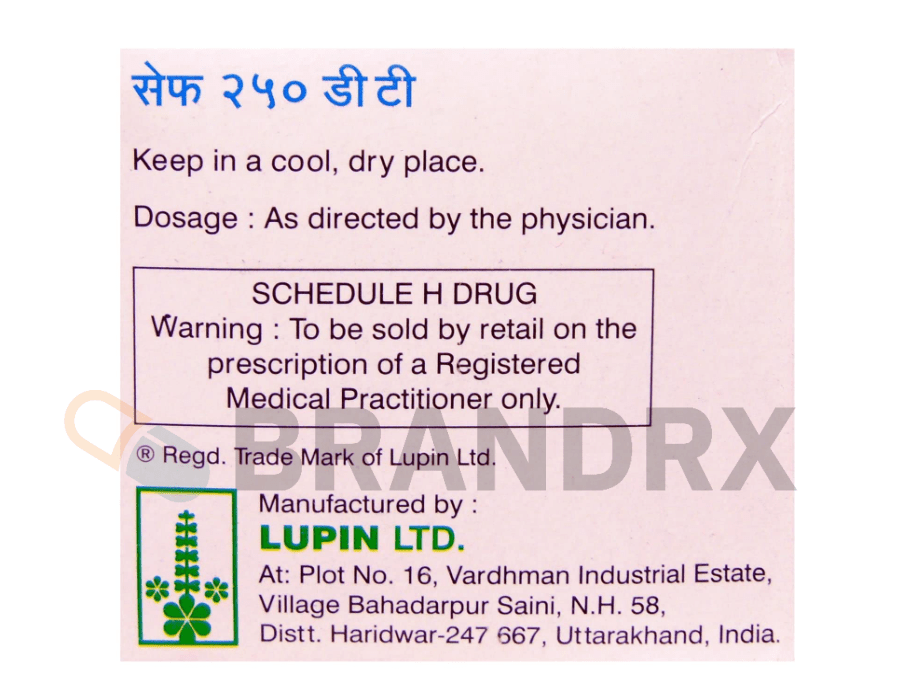 सेफ २५० डी टी
Keep in a cool, dry place.
Dosage : As directed by the physician.
SCHEDULE H DRUG
Warning : To be sold by retail on the
prescription of a Registered
Medical Practitioner only.
BRANDRX
® Regd. Trade Mark of Lupin Ltd.
Manufactured by :
LUPIN LTD.
At: Plot No. 16, Vardhman Industrial Estate,
Village Bahadarpur Saini, N.H. 58,
Distt. Haridwar-247 667, Uttarakhand, India.